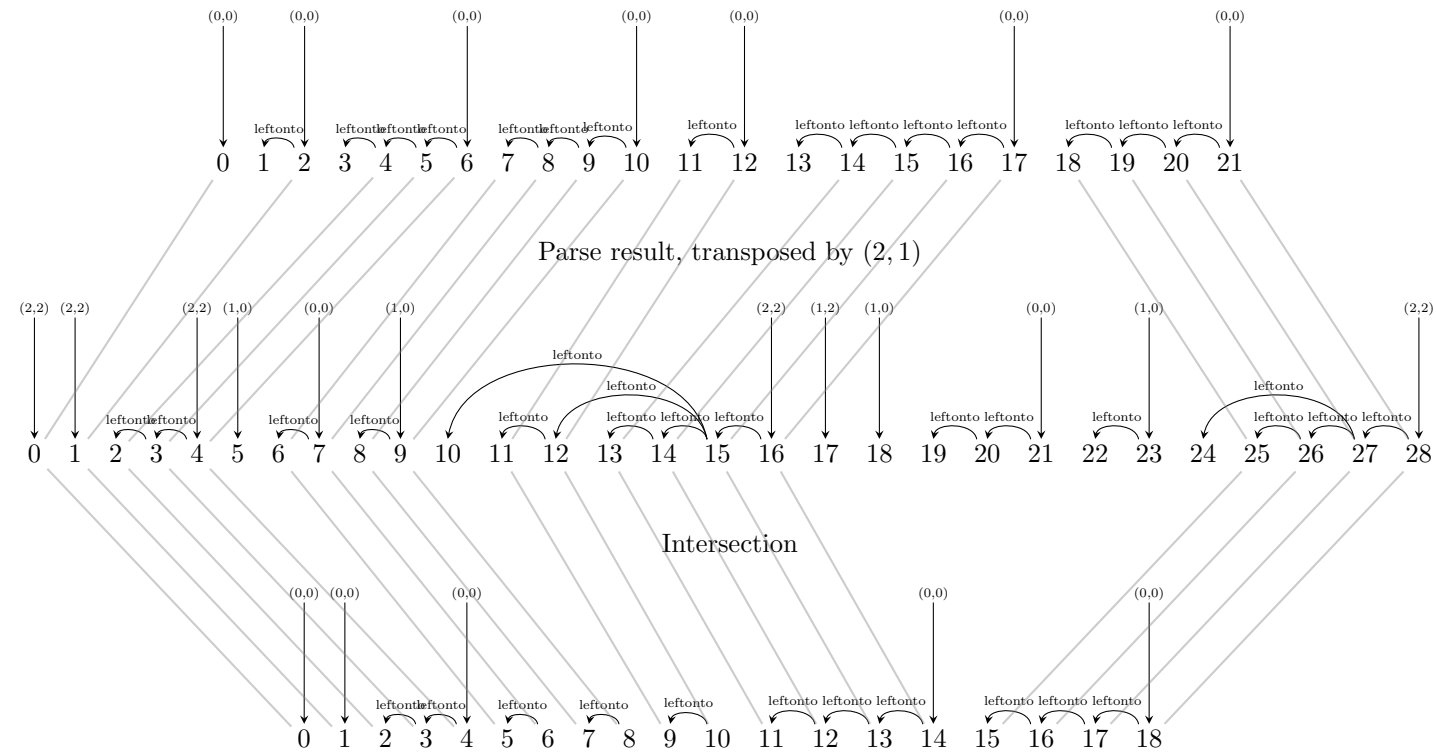 (0,0) (0,0) (0,0) (0,0) (0,0) (0,0) (0,0)
leftonto leftonto leftonto leftonto leftonto leftonto leftonto leftonto leftonto leftonto leftonto leftonto leftonto leftonto leftonto
0 1 2 3 4 5 6 7 8 9 10 11 12 13 14 15 16 17 18 19 20 21
Parse result, transposed by (2, 1)
(2,2) (2,2) (2,2) (1,0) (0,0) (1,0) (2,2) (1,2) (1,0) (0,0) (1,0) (2,2)
leftonto
leftonto leftonto
leftonto leftonto leftonto leftonto leftonto leftonto leftonto leftonto leftonto leftonto leftonto leftonto leftonto leftonto
0 1 2 3 4 5 6 7 8 9 10 11 12 13 14 15 16 17 18 19 20 21 22 23 24 25 26 27 28
Intersection
(0,0) (0,0) (0,0) (0,0) (0,0)
leftonto leftonto leftonto leftonto leftonto leftonto leftonto leftonto leftonto leftonto leftonto
0 1 2 3 4 5 6 7 8 9 10 11 12 13 14 15 16 17 18